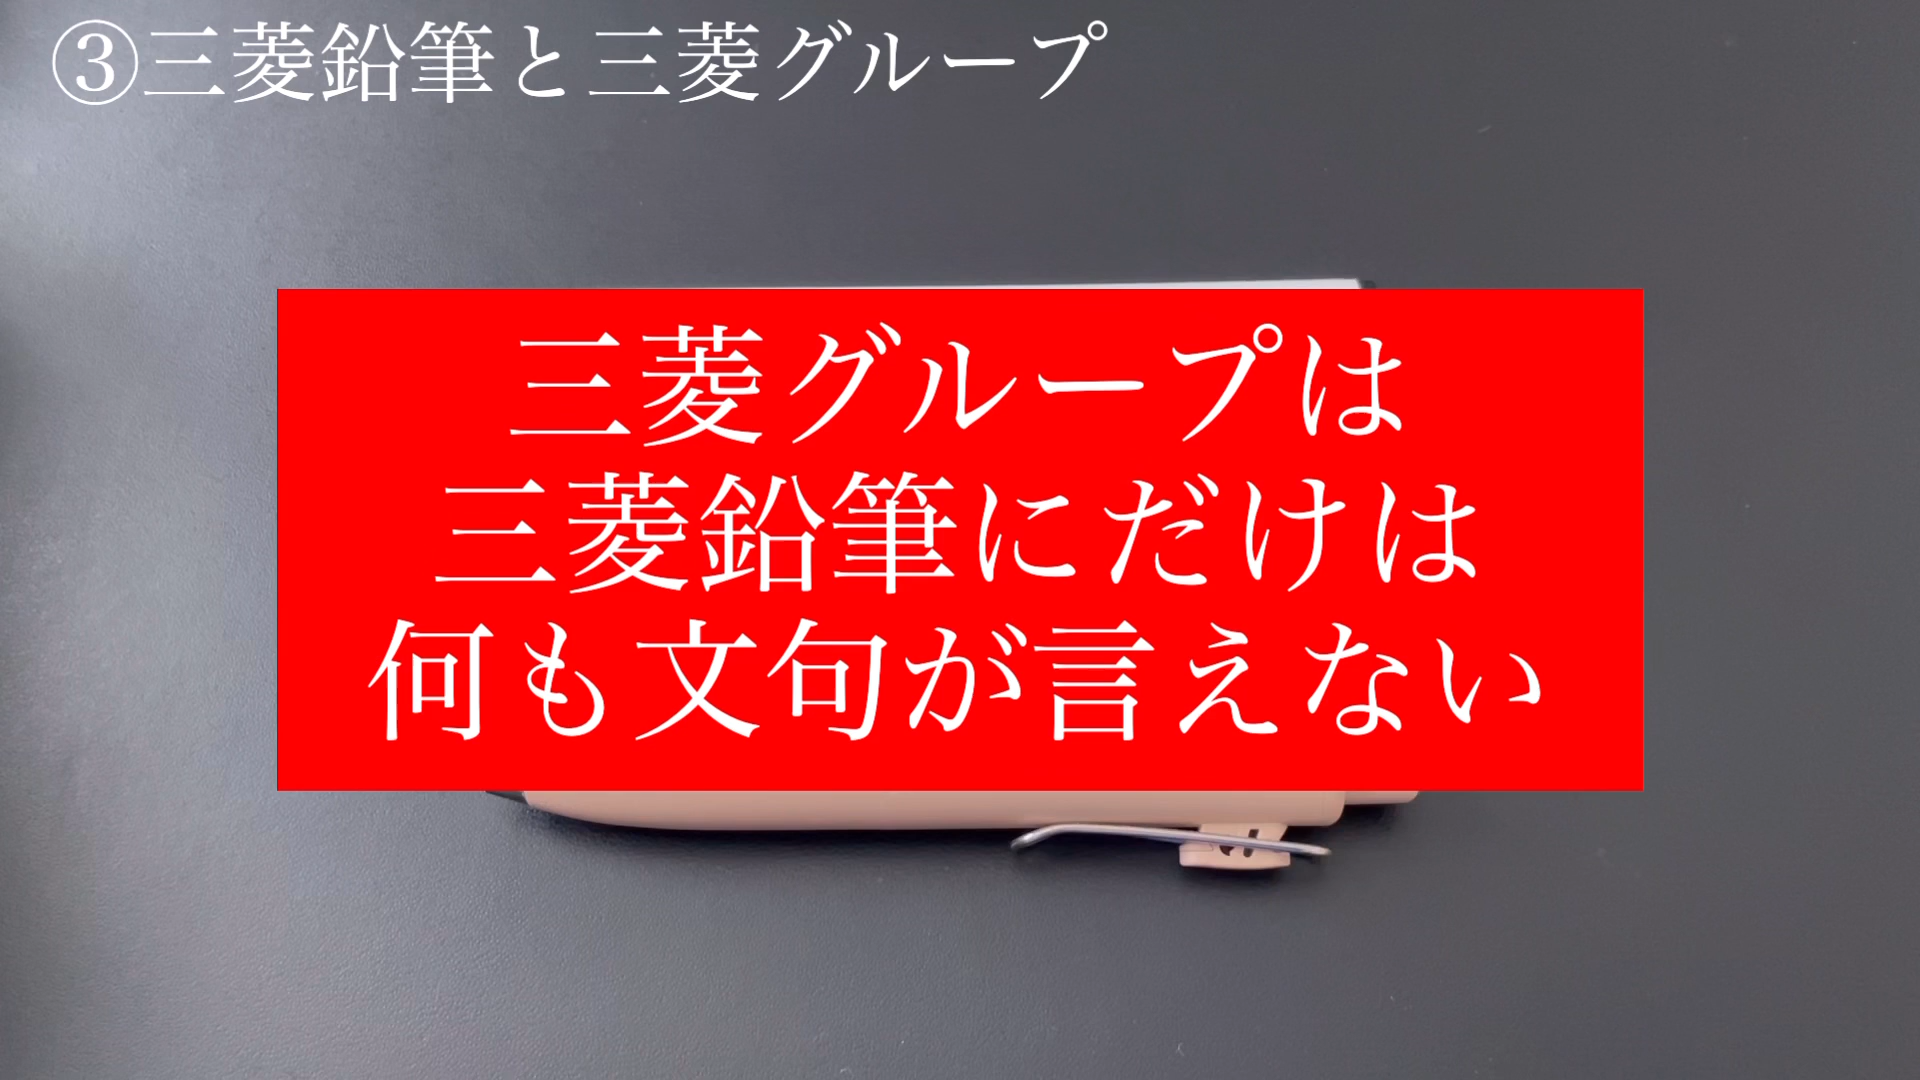 ③三菱鉛筆と三菱グループ
三菱グループは
三菱鉛筆にだけは
何も文句が言えない